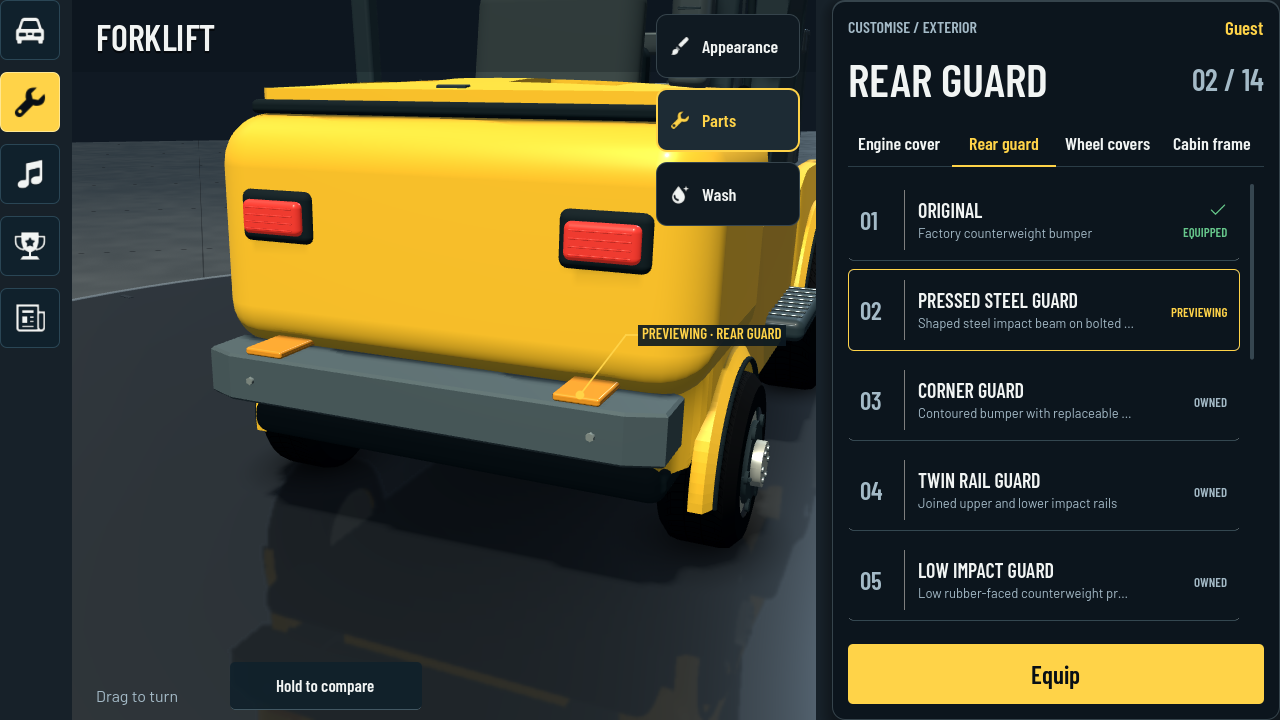 FORKLIFT
Appearance
Parts
Wash
PREVIEWING · REAR GUARD
Drag to turn
Hold to compare
CUSTOMISE / EXTERIOR
Guest
REAR GUARD
02 / 14
Engine cover
Rear guard
Wheel covers
Cabin frame
01
ORIGINAL
Factory counterweight bumper
EQUIPPED
02
PRESSED STEEL GUARD
Shaped steel impact beam on bolted ...
PREVIEWING
03
CORNER GUARD
Contoured bumper with replaceable ...
OWNED
04
TWIN RAIL GUARD
Joined upper and lower impact rails
OWNED
05
LOW IMPACT GUARD
Low rubber-faced counterweight pr...
OWNED
Equip